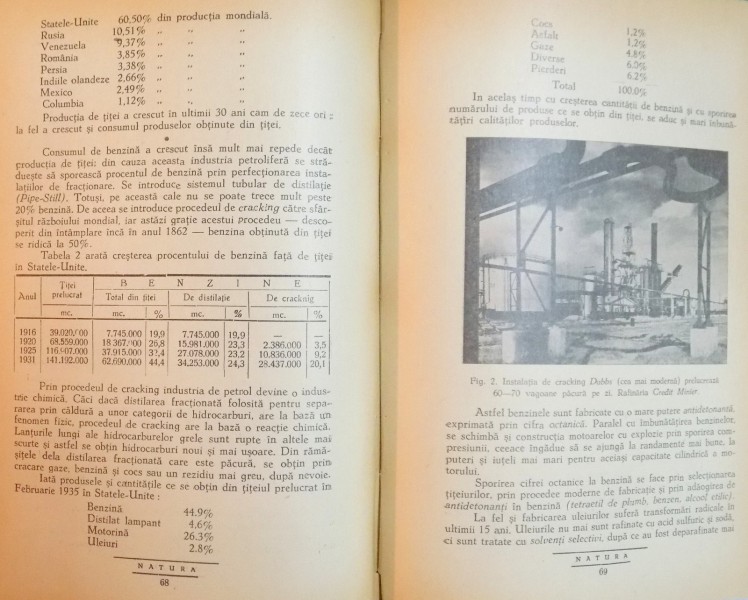 Statele-Unite 60,50% din producția mondială.
Rusia 10,51% „ „ „
Venezuela 9,37% „ „ „
România 3,85% „ „ „
Persia 3,38% „ „ „
Indiile olandeze 2,66% „ „ „
Mexico 2,49% „ „ „
Columbia 1,12% „ „ „
Producția de țiței a crescut în ultimii 30 ani cam de zece ori ;
la fel a crescut și consumul produselor obținute din țiței.
Consumul de benzină a crescut însă mult mai repede decât
producția de țiței: din cauza aceasta industria petroliferă se stră-
duește să sporească procentul de benzină prin perfecționarea insta-
lațiilor de fracționare. Se introduce sistemul tubular de distilație
(Pipe-Still). Totuși, pe această cale nu se poate trece mult peste
20% benzină. De aceea se introduce procedeul de cracking către sfâr-
șitul războiului mondial, iar astăzi grație acestui procedeu — desco-
perit din întâmplare încă în anul 1862 — benzina obținută din țiței
se ridică la 50%.
Tabela 2 arată creșterea procentului de benzină față de țiței
în Statele-Unite.
Anul Țiței prelucrat B E N Z I N E
Total din țiței De distilație De cracknig
mc. mc. % mc. % mc. %
1916 39.020.000 7.745.000 19,9 7.745.000 19,9 — —
1920 68.559.000 18 367.000 26,8 15.981.000 23,3 2.386.000 3,5
1925 116.007.000 37.915.000 32,4 27.078.000 23,2 10.836.000 9,2
1931 141.192.000 62.690.000 44,4 34.253.000 24,3 28.437.000 20,1
Prin procedeul de cracking industria de petrol devine o indus-
trie chimică. Căci dacă distilarea fracționată folosită pentru sepa-
rarea prin căldură a unor categorii de hidrocarburi, are la bază un
fenomen fizic, procedeul de cracking are la bază o reacție chimică.
Lanțurile lungi ale hidrocarburelor grele sunt rupte în altele mai
scurte și astfel se obțin hidrocarburi noui și mai ușoare. Din rămă-
șițele dela distilarea fracționată care este păcură, se obțin prin
cracare gaze, benzină și cocs sau un rezidiu mai greu, după nevoie.
Iată produsele și cantitățile ce se obțin din țițeiul prelucrat în
Februarie 1935 în Statele-Unite :
Benzină 44.9%
Distilat lampant 4.6%
Motorină 26.3%
Uleiuri 2.8%
NATURA
68
Cocs 1,2%
Asfalt 1,2%
Gaze 4.8%
Diverse 6.0%
Pierderi 6.2%
Total 100.0%
In acelaș timp cu creșterea cantității de benzină și cu sporirea
numărului de produse ce se obțin din țiței, se aduc și mari îmbună-
tățiri calităților produselor.
Fig. 2. Instalația de cracking Dubbs (cea mai modernă) prelucrază
60—70 vagoane păcură pe zi. Rafinăria Credit Minier.
Astfel benzinele sunt fabricate cu o mare putere antidetonantă,
exprimată prin cifra octanică. Paralel cu îmbunătățirea benzinelor,
se schimbă și construcția motoarelor cu explozie prin sporirea com-
presiunii, ceeace îngădue să se ajungă la randamente mai bune, la
puteri și iuțeli mai mari pentru aceiași capacitate cilindrică a mo-
torului.
Sporirea cifrei octanice la benzină se face prin selecționarea
țițeiurilor, prin procedee moderne de fabricație și prin adăogirea de
antidetonanți în benzină (tetraetil de plumb, benzen, alcool etilic).
La fel și fabricarea uleiurilor suferă transformări radicale în
ultimii 15 ani. Uleiurile nu mai sunt rafinate cu acid sulfuric și sodă,
ci sunt tratate cu solvenți selectivi, după ce au fost deparafinate mai
NATURA
69